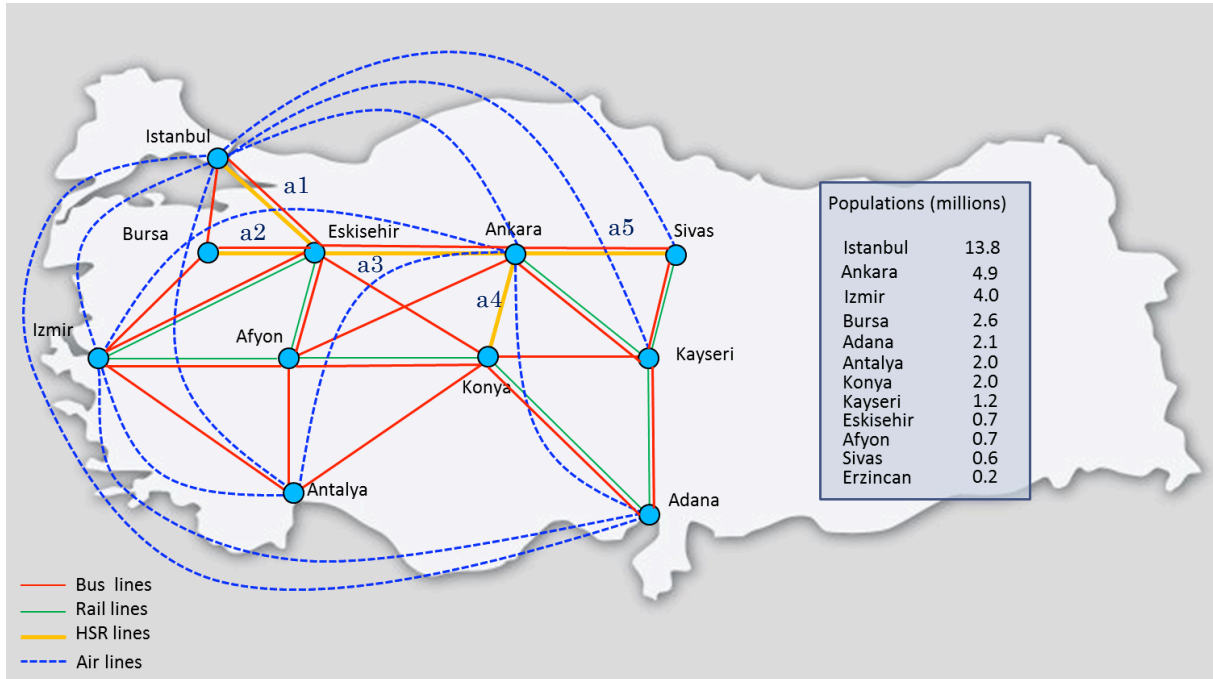 Istanbul
a1
Bursa
a2
Eskisehir
a3
Ankara
a5
Sivas
a4
Izmir
Afyon
Konya
Kayseri
Antalya
Adana
Populations (millions)
Istanbul 13.8
Ankara 4.9
Izmir 4.0
Bursa 2.6
Adana 2.1
Antalya 2.0
Konya 2.0
Kayseri 1.2
Eskisehir 0.7
Afyon 0.7
Sivas 0.6
Erzincan 0.2
Bus lines
Rail lines
HSR lines
Air lines